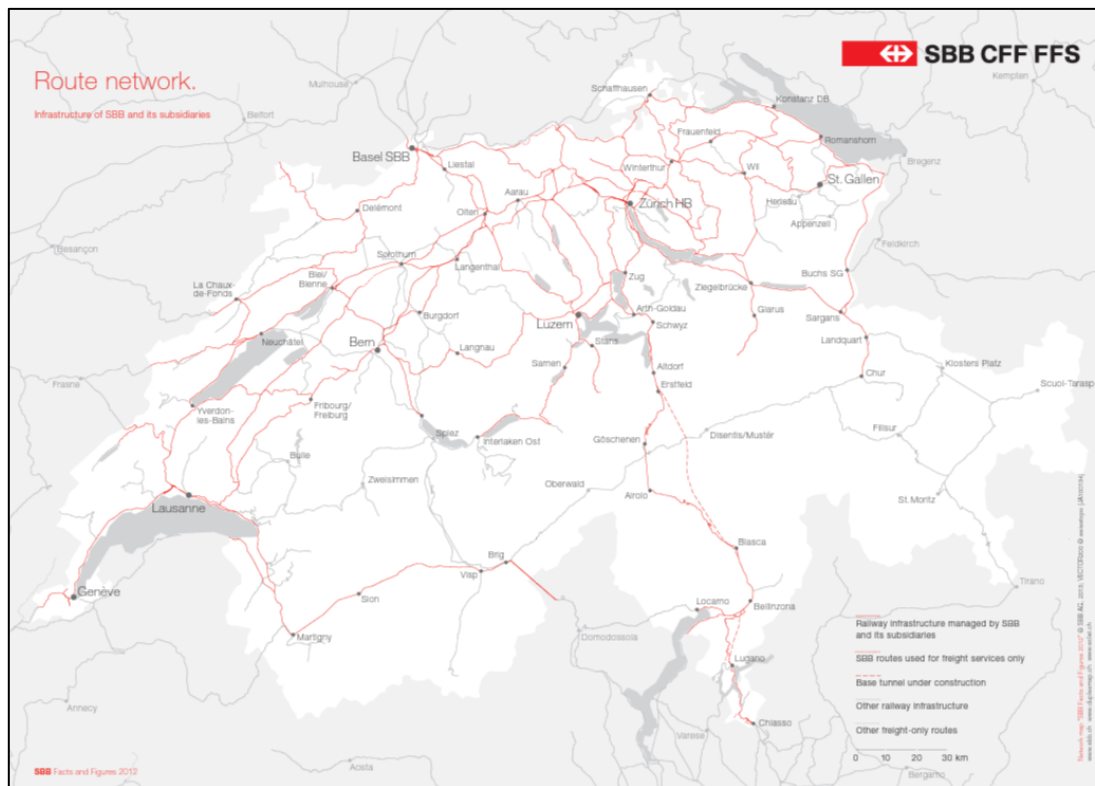 Route network.
Infrastructure of SBB and its subsidiaries
SBB CFF FFS
Kempten
Mulhouse
Belfort
Schaffhausen
Konstanz DB
Basel SBB
Liestal
Frauenfeld
Romanshorn
Winterthur
Wil
Bregenz
St. Gallen
Aarau
Zürich HB
Herisau
Appenzell
Delémont
Olten
Besançon
Feldkirch
Solothurn
Langenthal
Buchs SG
Biel/
Bienne
Zug
Ziegelbrücke
La Chaux-
de-Fonds
Burgdorf
Luzern
Arth-Goldau
Glarus
Sargans
Schwyz
Neuchâtel
Bern
Langnau
Stans
Landquart
Sarnen
Altdorf
Klosters Platz
Frasne
Erstfeld
Chur
Scuol-Tarasp
Yverdon-
les-Bains
Fribourg/
Freiburg
Spiez
Interlaken Ost
Göschenen
Disentis/Mustér
Filisur
Bulle
Zweisimmen
Oberwald
Airolo
St. Moritz
Lausanne
Biasca
Brig
Visp
Genève
Sion
Locarno
Bellinzona
Tirano
Martigny
Domodossola
Lugano
Annecy
Chiasso
Varese
Aosta
Bergamo
Railway infrastructure managed by SBB
and its subsidiaries
SBB routes used for freight services only
Base tunnel under construction
Other railway infrastructure
Other freight-only routes
0 10 20 30 km
SBB Facts and Figures 2012